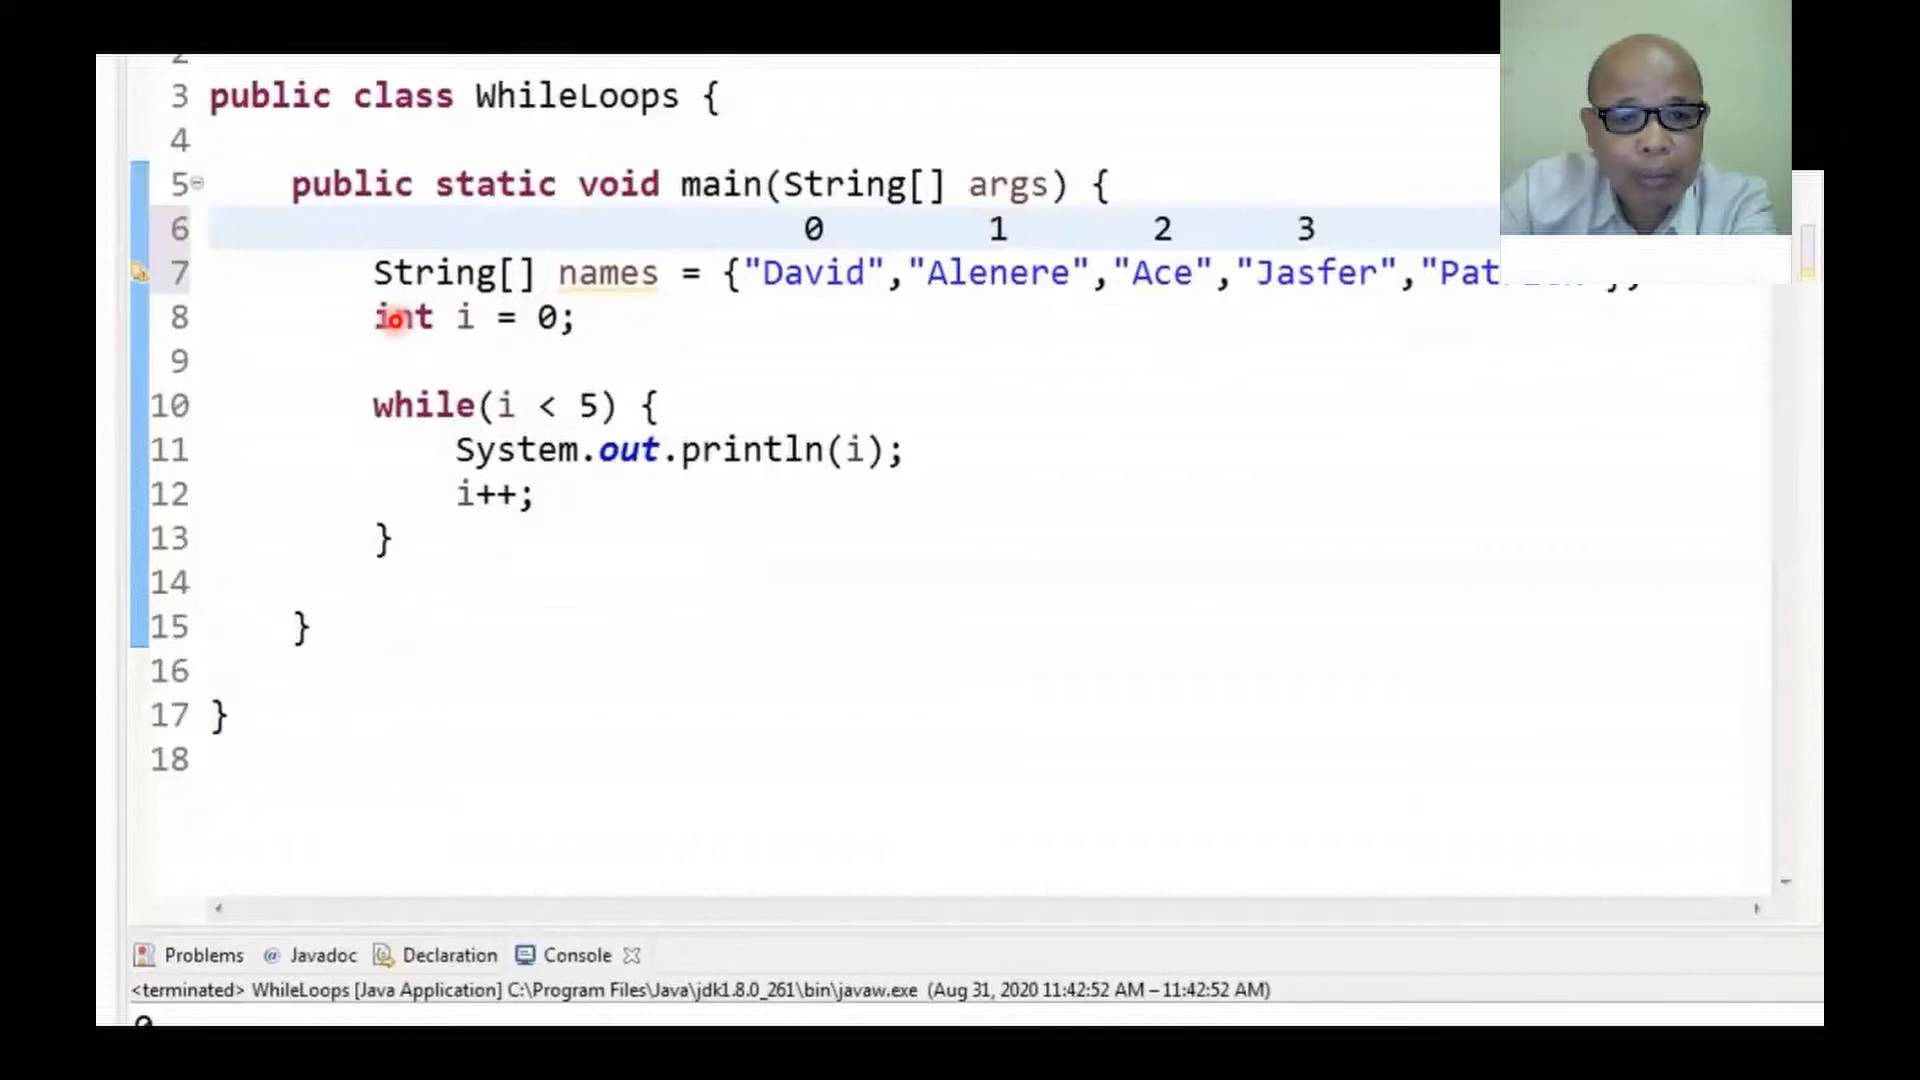 2
3 public class WhileLoops {
4
5 public static void main(String[] args) {
6 0 1 2 3
7 String[] names = {"David","Alenere","Ace","Jasfer","Pat
8 int i = 0;
9
10 while(i < 5) {
11 System.out.println(i);
12 i++;
13 }
14
15 }
16
17 }
18
Problems @ Javadoc Declaration Console
<terminated> WhileLoops [Java Application] C:\Program Files\Java\jdk1.8.0_261\bin\javaw.exe (Aug 31, 2020 11:42:52 AM – 11:42:52 AM)